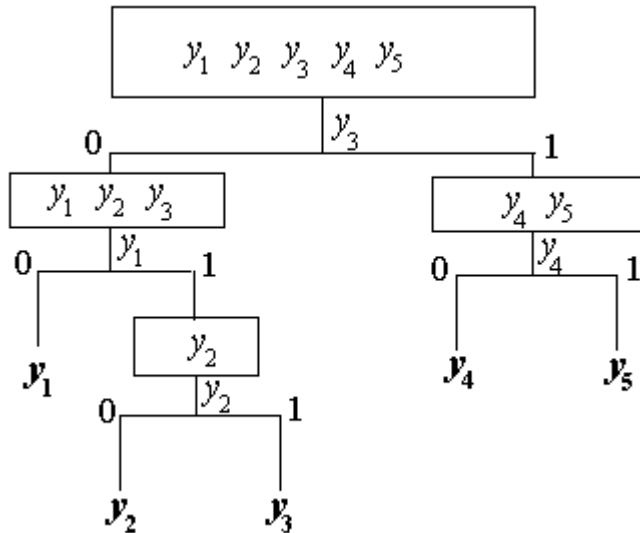 y₁ y₂ y₃ y₄ y₅
y₃
0 1
y₁ y₂ y₃ y₄ y₅
y₁ y₄
0 1 0 1
y₂
y₁ y₄ y₅
y₂
0 1
y₂ y₃